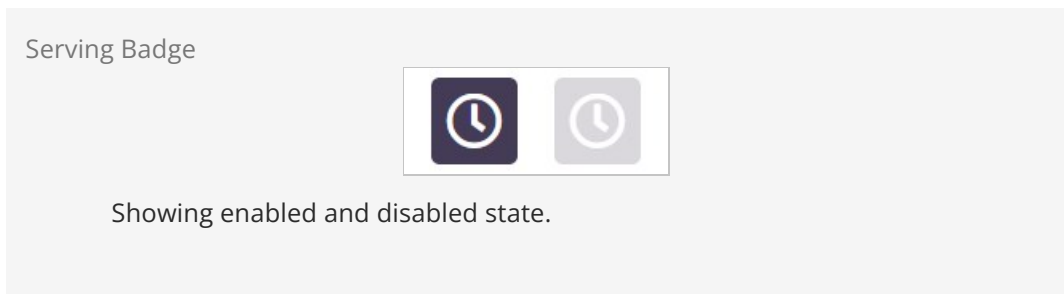 Serving Badge
Showing enabled and disabled state.